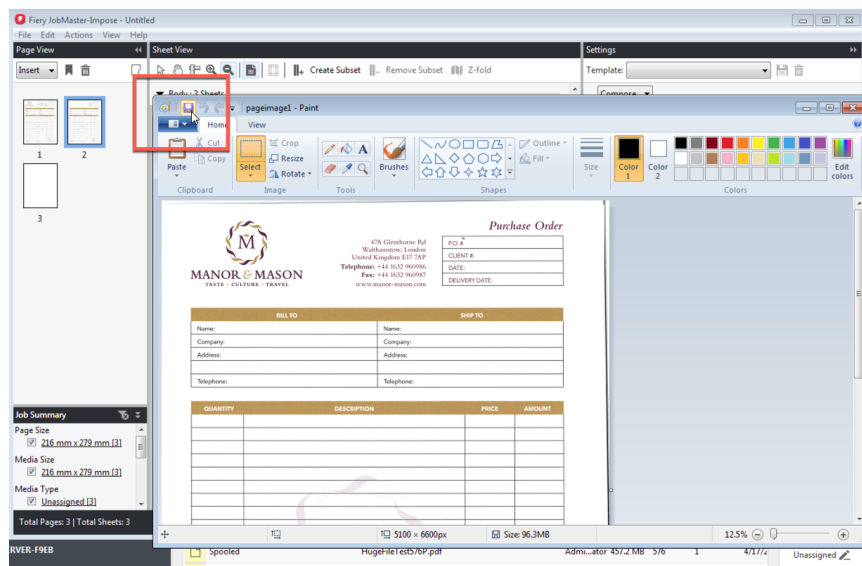 Fiery JobMaster-Impose - Untitled
File Edit Actions View Help
Page View
Sheet View
Settings
Insert
Create Subset
Remove Subset
Z-fold
Template:
Body: 3 Sheets
Compose
pageimage1 - Paint
Home View
Paste
Cut
Copy
Clipboard
Select
Crop
Resize
Rotate
Image
Tools
Brushes
Shapes
Outline
Fill
Size
Color 1
Color 2
Colors
Edit colors
1
2
3
MANOR & MASON
TASTE - CULTURE - TRAVEL
47A Glenthorne Rd
Walthamstow, London
United Kingdom E17 7AP
Telephone: +44 1632 960986
Fax: +44 1632 960987
www.manor-mason.com
Purchase Order
P.O. #
CLIENT #:
DATE:
DELIVERY DATE:
BILL TO SHIP TO
Name: Name:
Company: Company:
Address: Address:
Telephone: Telephone:
QUANTITY DESCRIPTION PRICE AMOUNT
Job Summary
Page Size
216 mm x 279 mm [3]
Media Size
216 mm x 279 mm [3]
Media Type
Unassigned [3]
Total Pages: 3 | Total Sheets: 3
5100 × 6600px
Size: 96.3MB
12.5%
RVER-F9EB
Spooled HugeFileTest576P.pdf Admi...ator 457.2 MB 576 1 4/17/2
Unassigned